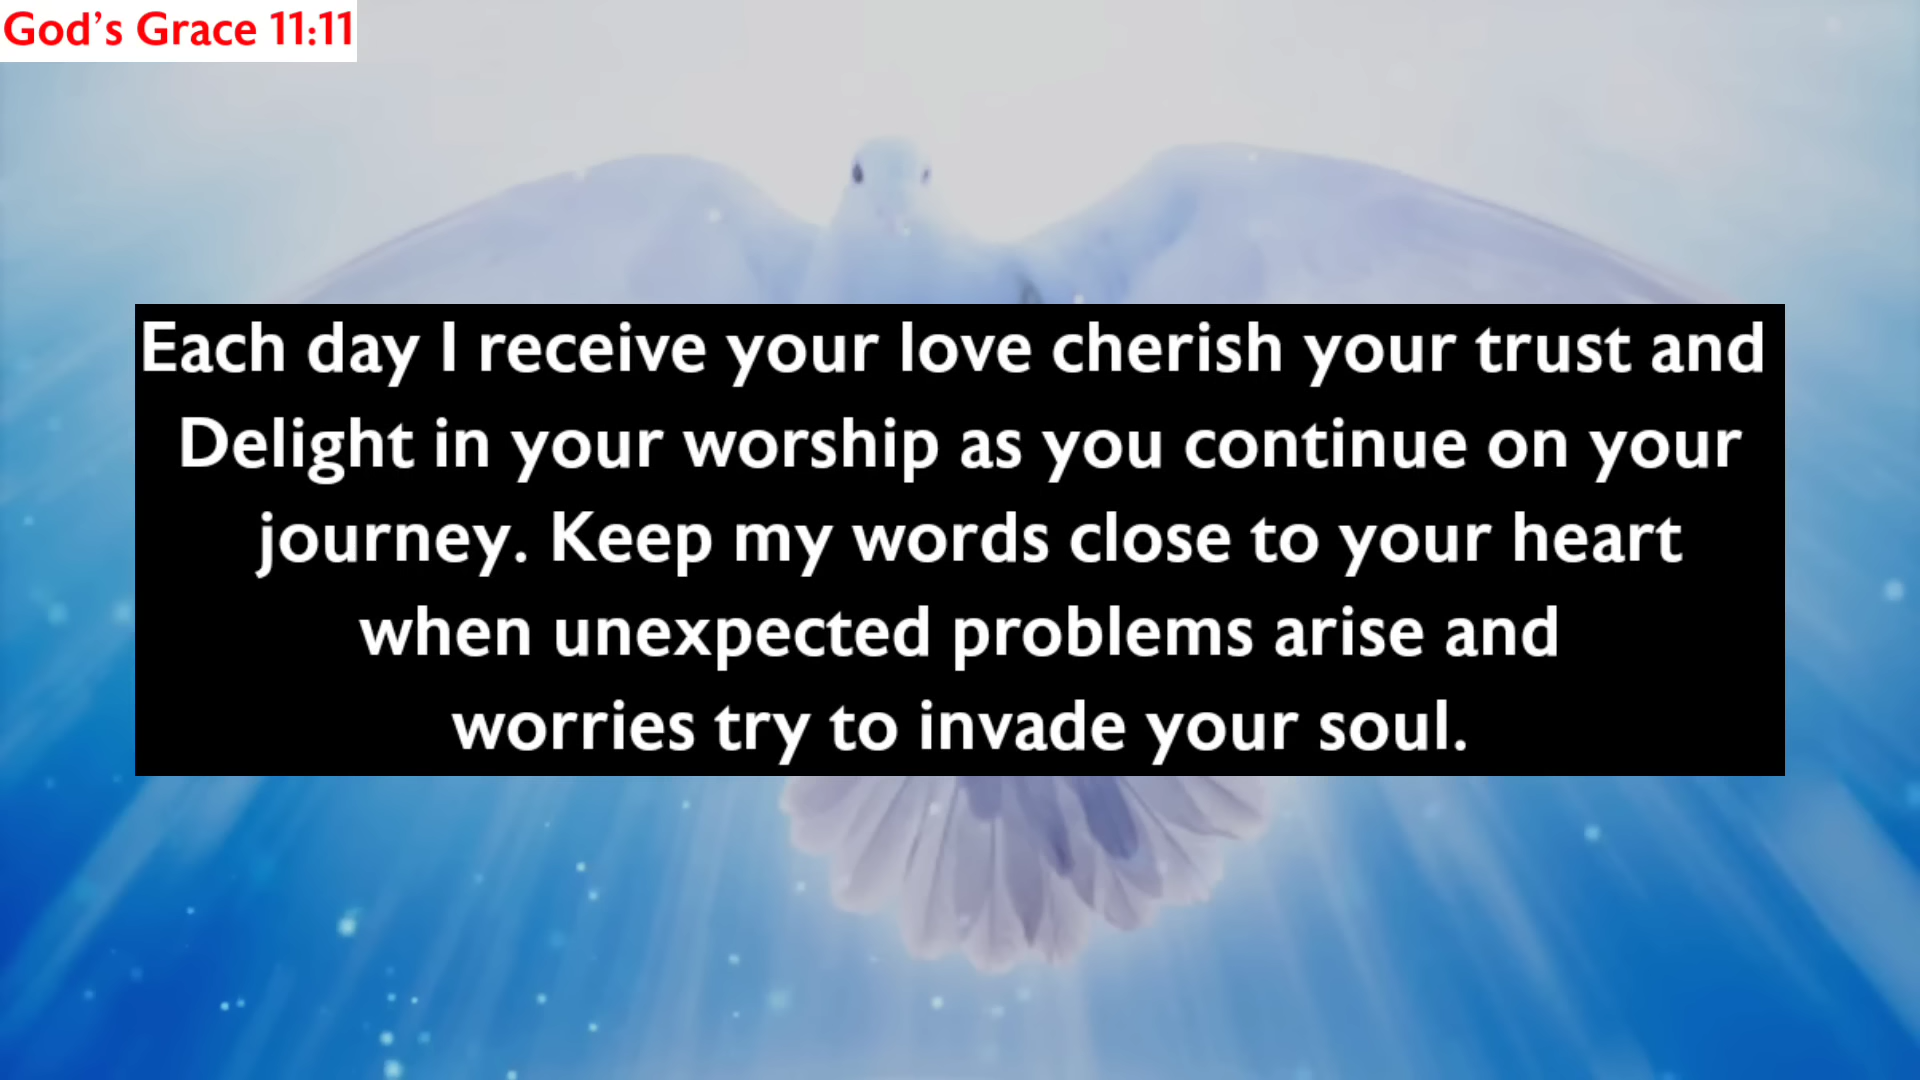 God’s Grace 11:11
Each day I receive your love cherish your trust and
Delight in your worship as you continue on your
journey. Keep my words close to your heart
when unexpected problems arise and
worries try to invade your soul.